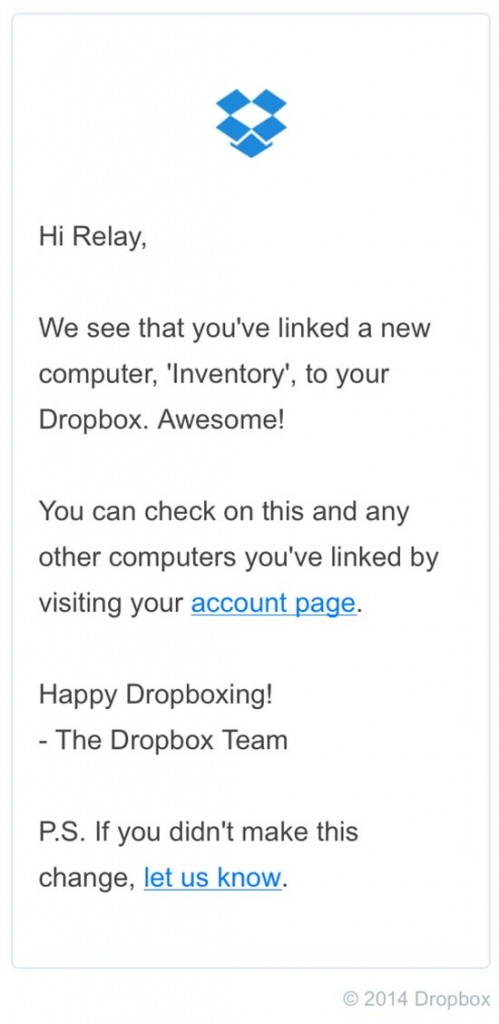 Hi Relay,
We see that you've linked a new
computer, 'Inventory', to your
Dropbox. Awesome!
You can check on this and any
other computers you've linked by
visiting your account page.
Happy Dropboxing!
- The Dropbox Team
P.S. If you didn't make this
change, let us know.
© 2014 Dropbox